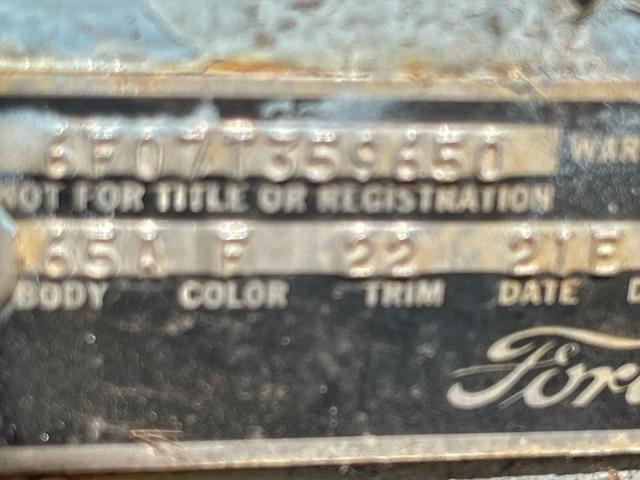 6F07T359650 WAR
NOT FOR TITLE OR REGISTRATION
65A F 22 21E
BODY COLOR TRIM DATE D
Ford